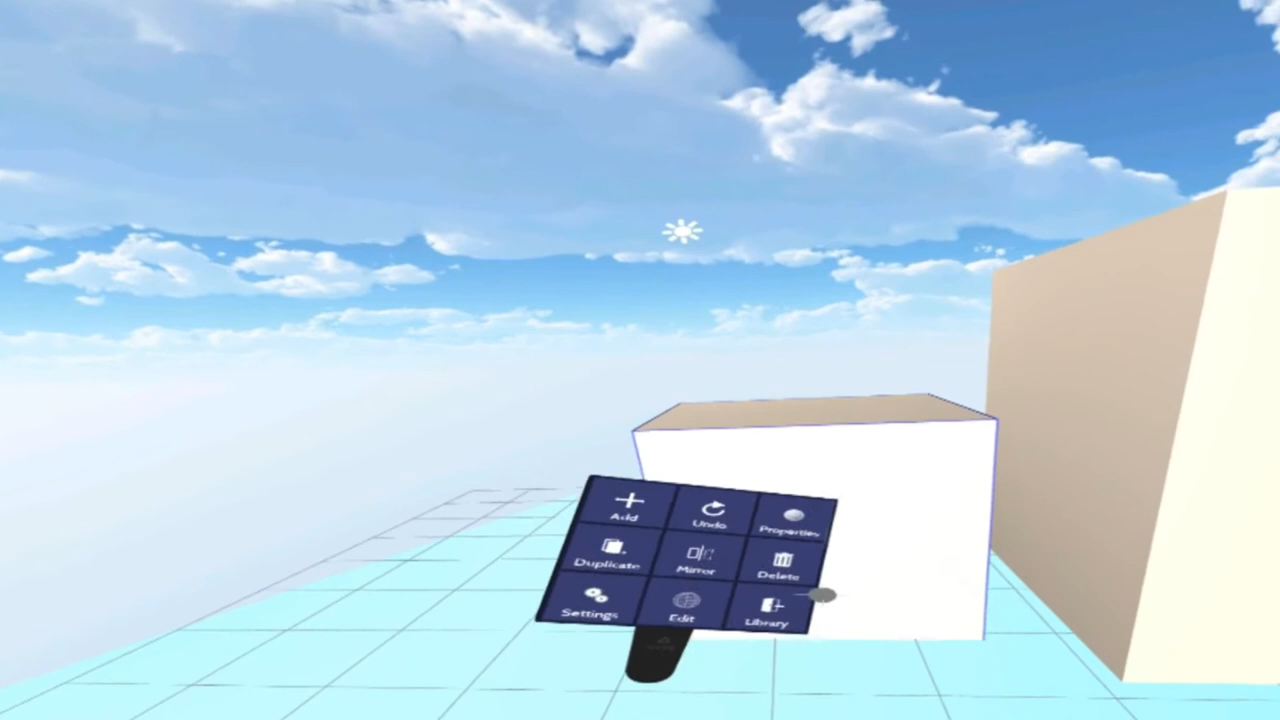 Add
Undo
Properties
Duplicate
Mirror
Delete
Settings
Edit
Library